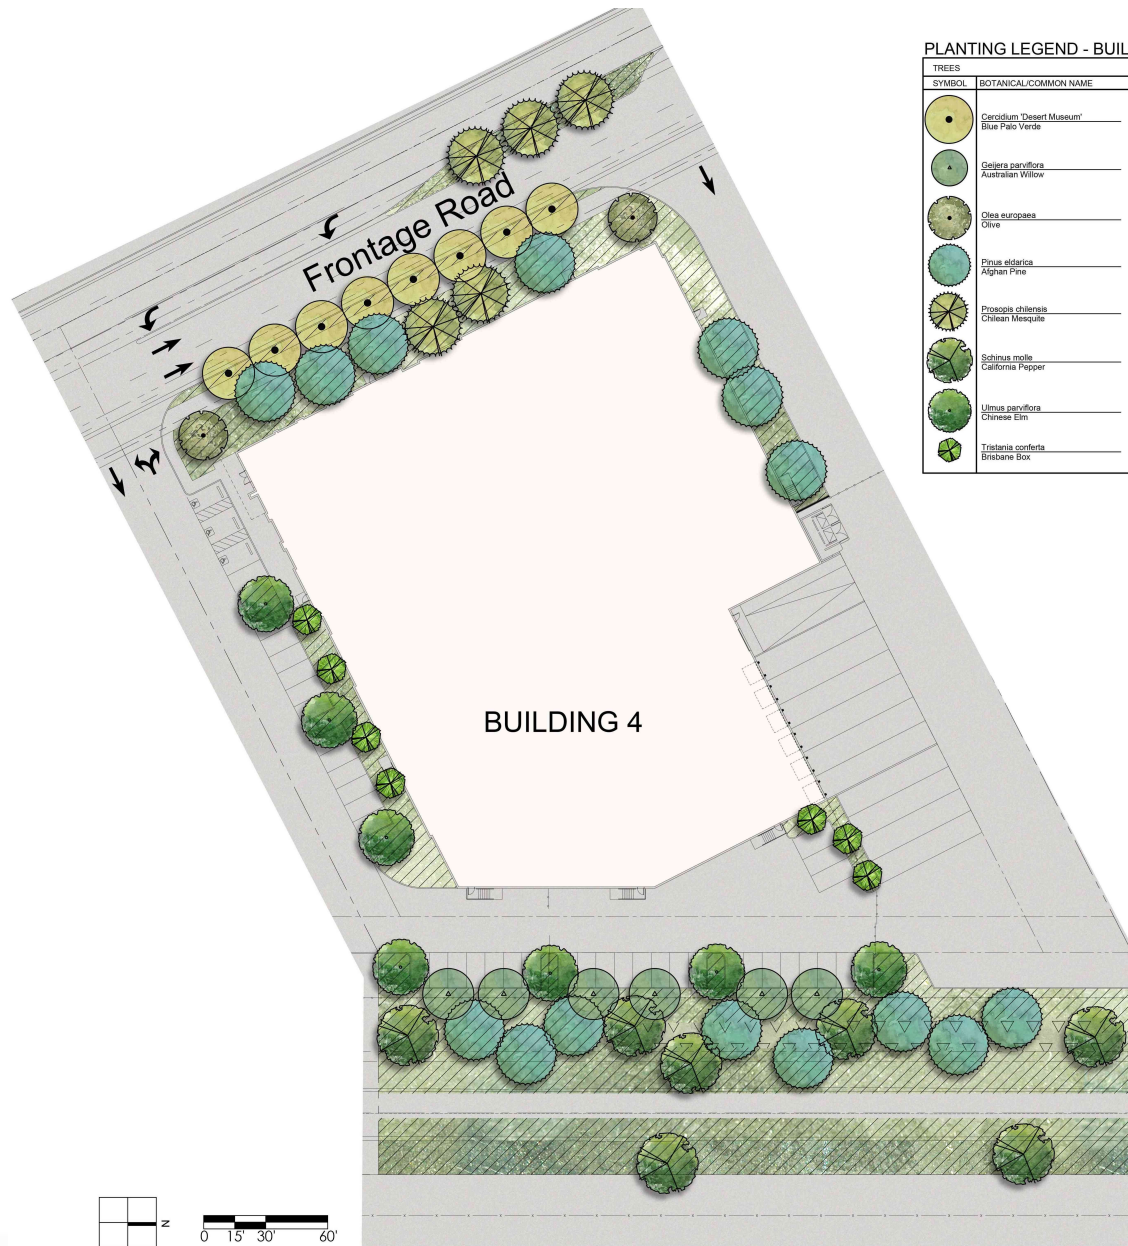 PLANTING LEGEND - BUIL
TREES
SYMBOL BOTANICAL/COMMON NAME
Cercidium 'Desert Museum'
Blue Palo Verde
Geijera parviflora
Australian Willow
Olea europaea
Olive
Pinus eldarica
Afghan Pine
Prosopis chilensis
Chilean Mesquite
Schinus molle
California Pepper
Ulmus parviflora
Chinese Elm
Tristania conferta
Brisbane Box
Frontage Road
BUILDING 4
N
0 15' 30' 60'